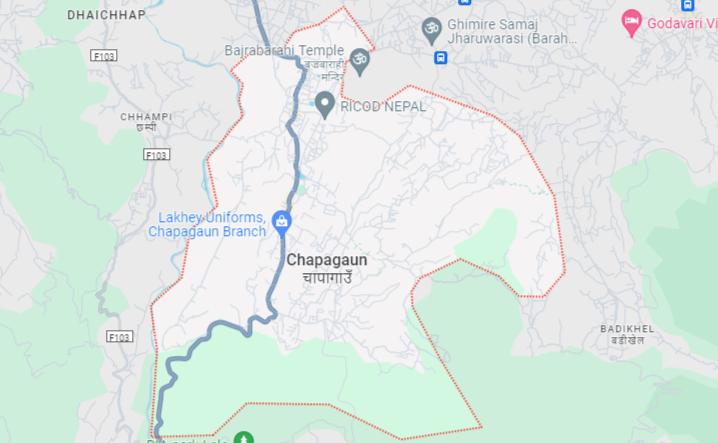 DHAICHHAP
Ghimire Samaj
Jharuwarasi (Barah...
Godavari Vi
F103
Bajrabarahi Temple
बज्रबाराही
मन्दिर
RICOD NEPAL
CHHAMPI
छम्पी
F103
Lakhey Uniforms,
Chapagaun Branch
Chapagaun
चापागाउँ
F103
BADIKHEL
बडीखेल